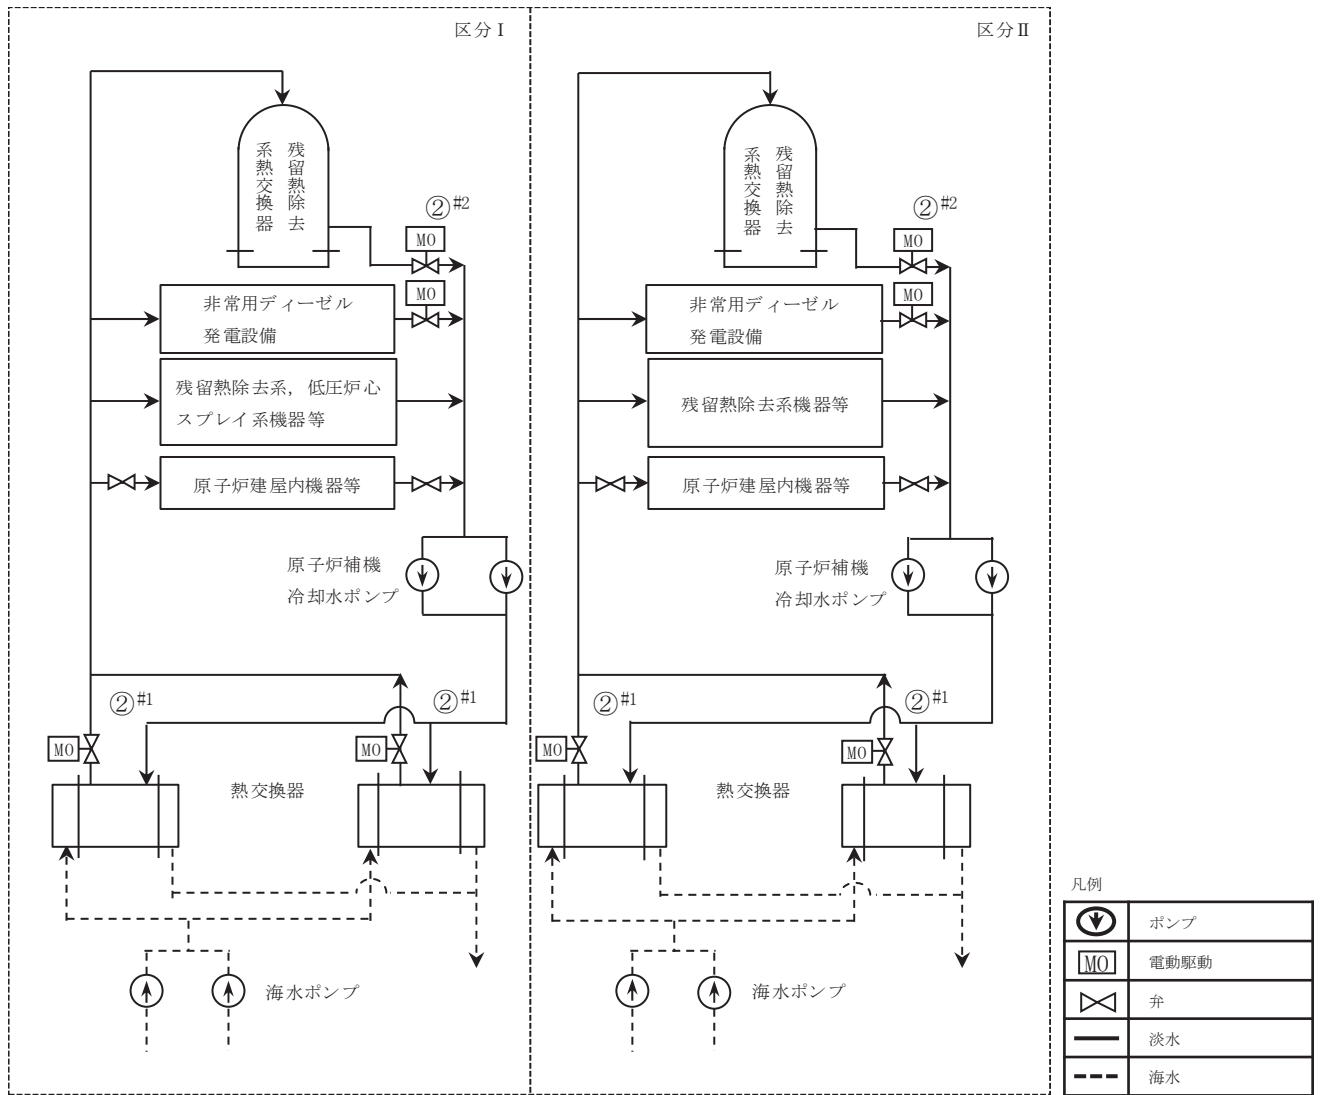 区分Ⅰ
残留熱除去
系熱交換器
②#2
MO
MO
非常用ディーゼル
発電設備
残留熱除去系，低圧炉心
スプレイ系機器等
原子炉建屋内機器等
原子炉補機
冷却水ポンプ
②#1
②#1
MO
MO
熱交換器
海水ポンプ
区分Ⅱ
残留熱除去
系熱交換器
②#2
MO
MO
非常用ディーゼル
発電設備
残留熱除去系機器等
原子炉建屋内機器等
原子炉補機
冷却水ポンプ
②#1
②#1
MO
MO
熱交換器
海水ポンプ
凡例
ポンプ
MO 電動駆動
弁
淡水
海水